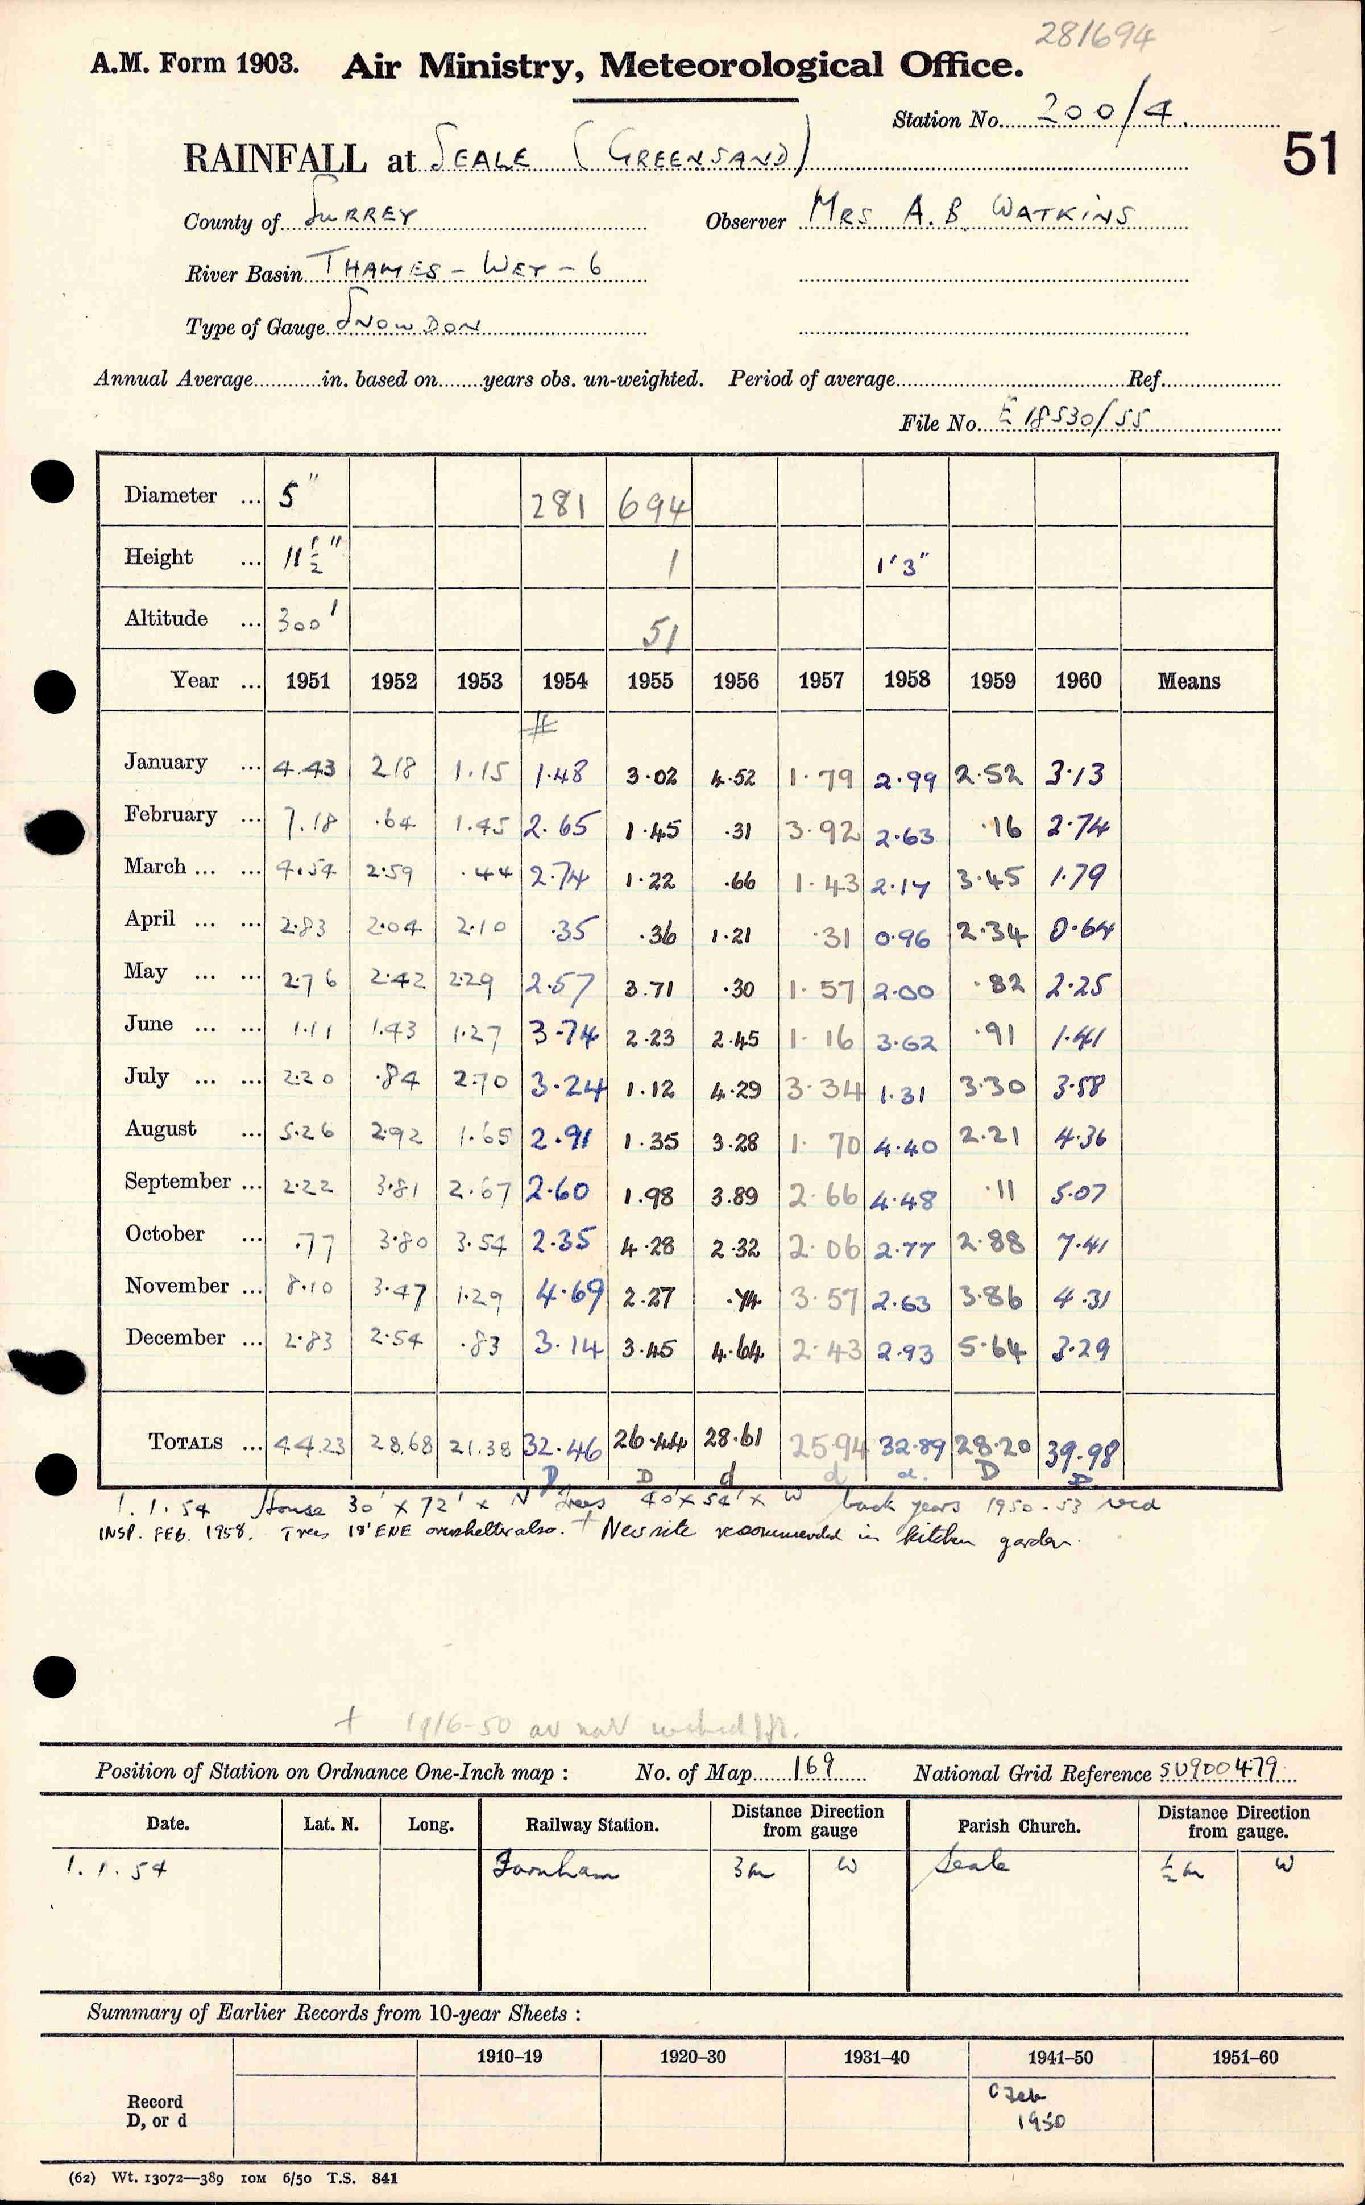 281694
A.M. Form 1903. Air Ministry, Meteorological Office.
Station No. 200/4.
51
RAINFALL at SEALE (GREENSAND)
County of SURREY Observer MRS A.B. WATKINS
River Basin THAMES - WEY - 6
Type of Gauge SNOWDON
Annual Average in. based on years obs. un-weighted. Period of average Ref.
File No. E 18530/55
Diameter ... 5" 281 694
Height ... 11½" 1 1'3"
Altitude ... 300' 51
Year ... 1951 1952 1953 1954 1955 1956 1957 1958 1959 1960 Means
#
January ... 4.43 2.18 1.15 1.48 3.02 4.52 1.79 2.99 2.52 3.13
February ... 7.18 .64 1.45 2.65 1.45 .31 3.92 2.63 .16 2.74
March ... ... 4.54 2.59 .44 2.74 1.22 .66 1.43 2.17 3.45 1.79
April ... ... 2.83 2.04 2.10 .35 .36 1.21 .31 0.96 2.34 0.64
May ... ... 2.76 2.42 2.29 2.57 3.71 .30 1.57 2.00 .82 2.25
June ... ... 1.11 1.43 1.27 3.74 2.23 2.45 1.16 3.62 .91 1.41
July ... ... 2.20 .84 2.70 3.24 1.12 4.29 3.34 1.31 3.30 3.58
August ... 5.26 2.92 1.65 2.91 1.35 3.28 1.70 4.40 2.21 4.36
September ... 2.22 3.81 2.67 2.60 1.98 3.89 2.66 4.48 .11 5.07
October ... .77 3.80 3.54 2.35 4.28 2.32 2.06 2.77 2.88 7.41
November ... 8.10 3.47 1.29 4.69 2.27 .74 3.57 2.63 3.86 4.31
December ... 2.83 2.54 .83 3.14 3.45 4.64 2.43 2.93 5.64 3.29
TOTALS ... 44.23 28.68 21.38 32.46 26.44 28.61 25.94 32.89 28.20 39.98
D D d d d. D D
1.1.54 House 30' x 72' x N Trees 40' x 54' x W back years 1950-53 recd
INSP. FEB. 1958. Trees 18' ENE overshelter also. + New site recommended in kitchen garden.
+ 1916-50 av not worked
Position of Station on Ordnance One-Inch map : No. of Map 169 National Grid Reference SU900479
Date. Lat. N. Long. Railway Station. Distance Direction from gauge Parish Church. Distance Direction from gauge.
1.1.54 Farnham 3m W Seale ½m W
Summary of Earlier Records from 10-year Sheets :
1910–19 1920–30 1931–40 1941–50 1951–60
Record D, or d
C Feb
1950
(62) Wt. 13072—389 10M 6/50 T.S. 841